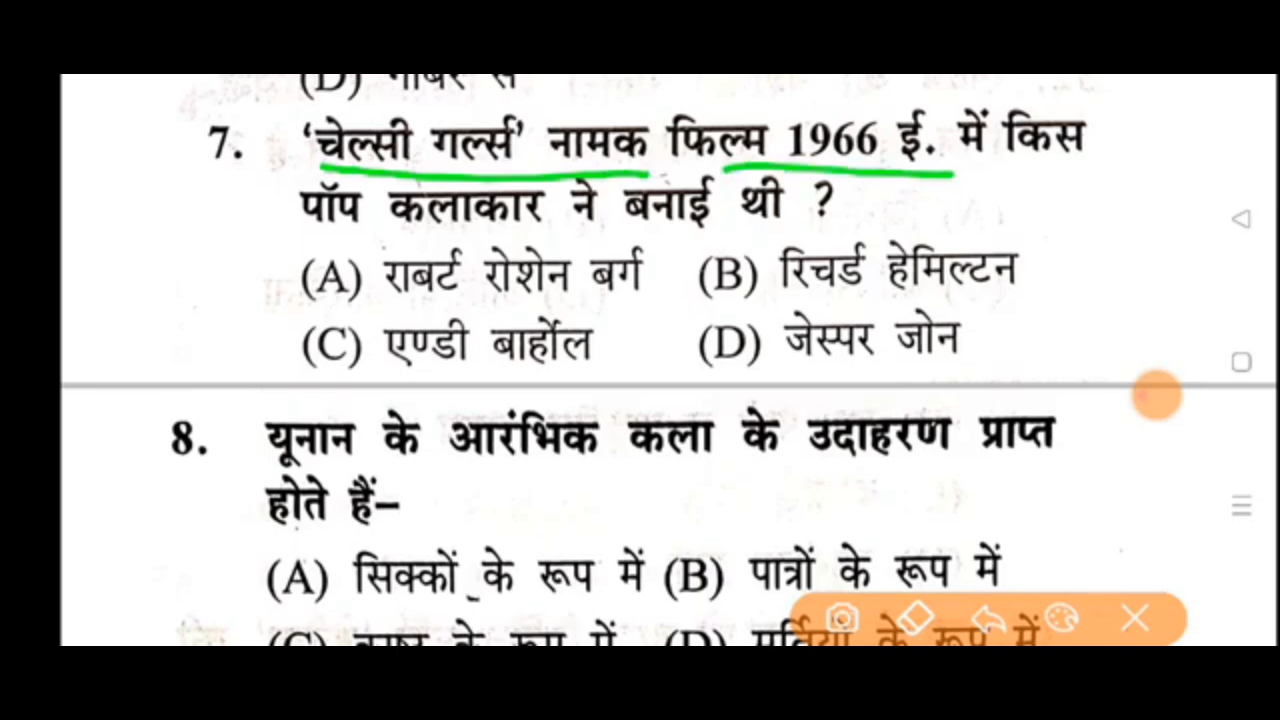 7. 'चेल्सी गर्ल्स' नामक फिल्म 1966 ई. में किस
पॉप कलाकार ने बनाई थी ?
(A) राबर्ट रोशेन बर्ग (B) रिचर्ड हेमिल्टन
(C) एण्डी बार्होल (D) जेस्पर जोन
8. यूनान के आरंभिक कला के उदाहरण प्राप्त
होते हैं–
(A) सिक्कों के रूप में (B) पात्रों के रूप में
(C) के रूप में (D) मूर्तियों के रूप में